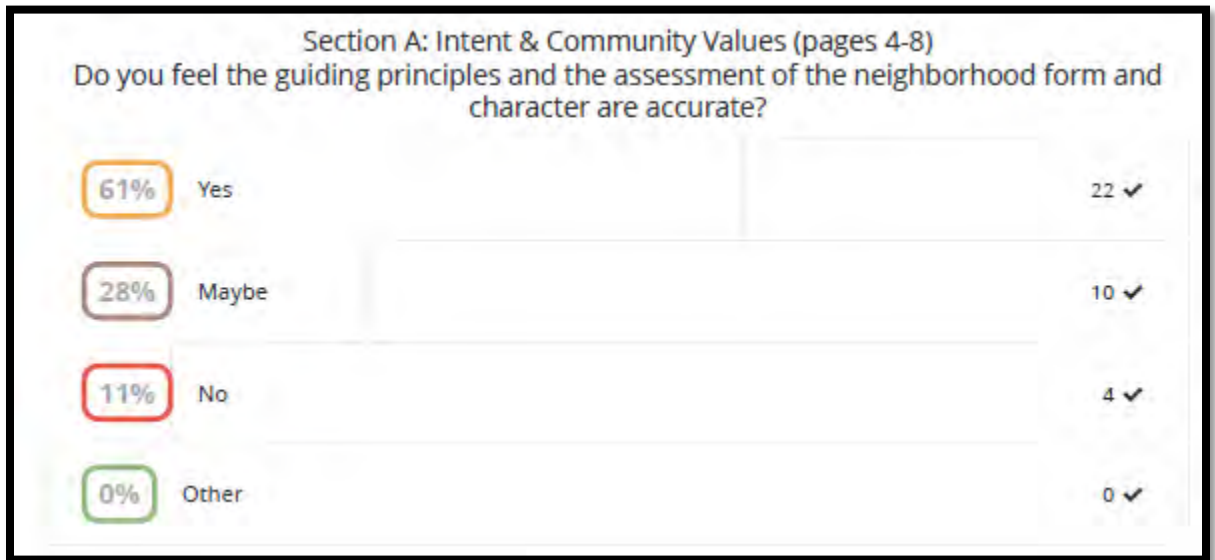 Section A: Intent & Community Values (pages 4-8)
Do you feel the guiding principles and the assessment of the neighborhood form and
character are accurate?
61% Yes 22 ✔
28% Maybe 10 ✔
11% No 4 ✔
0% Other 0 ✔